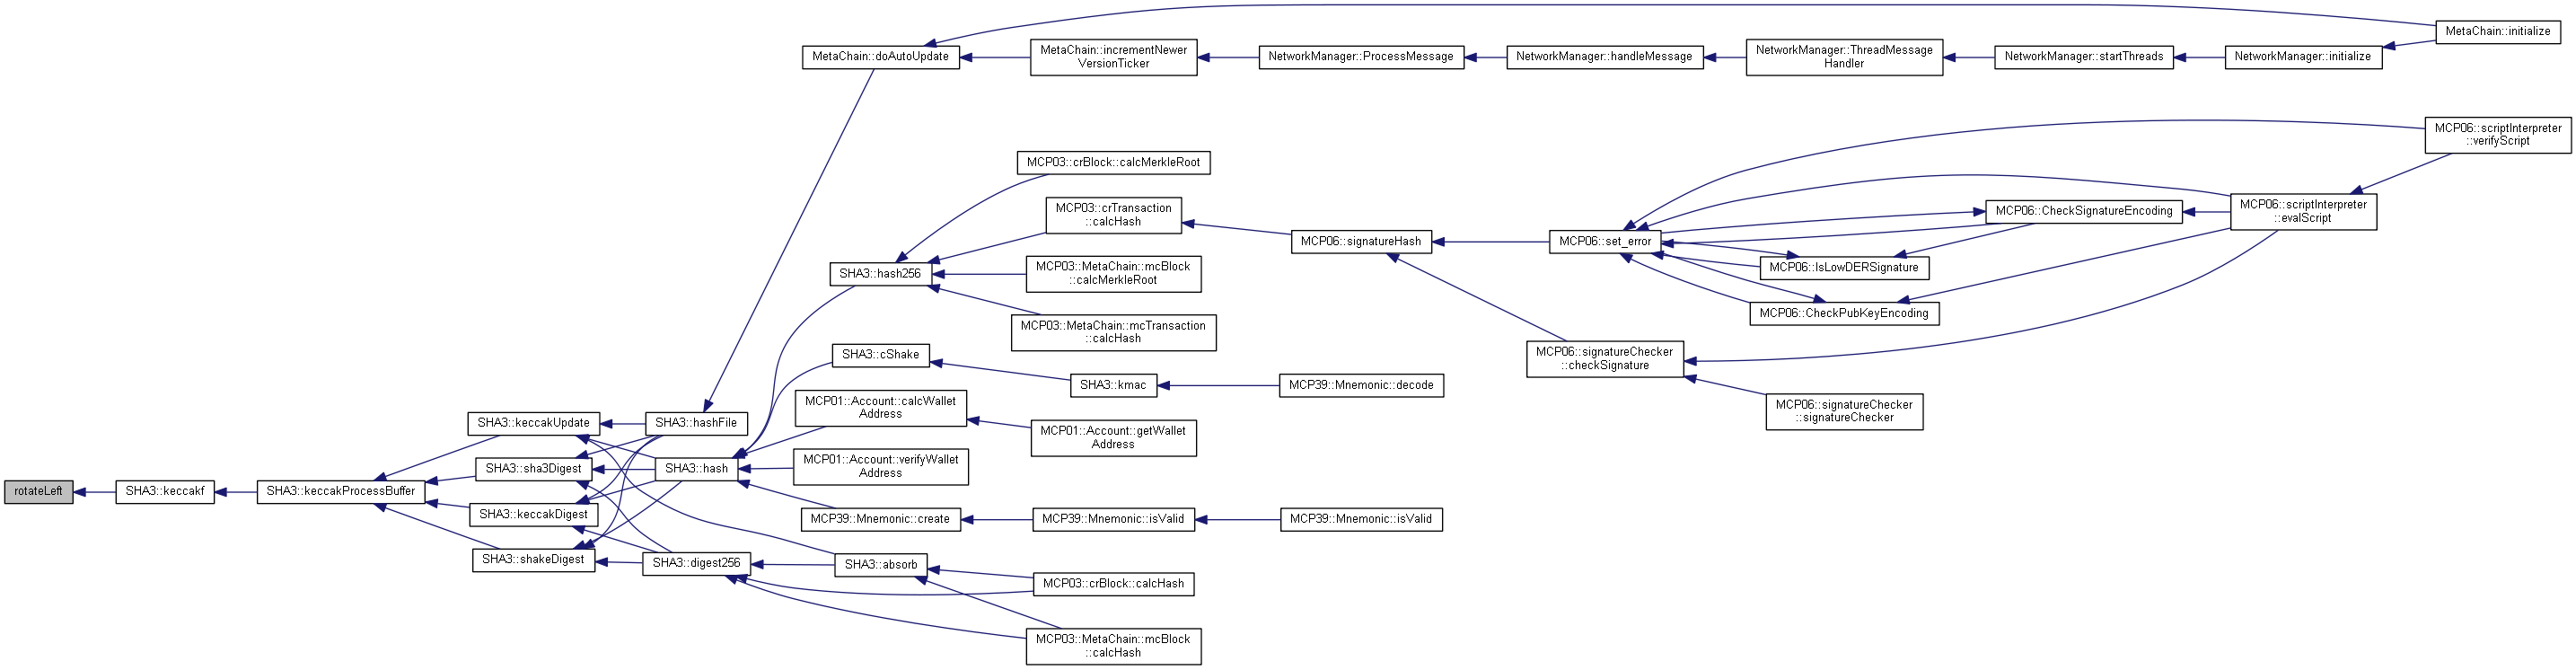 MetaChain::initialize
MetaChain::doAutoUpdate
MetaChain::incrementNewer
VersionTicker
NetworkManager::ProcessMessage
NetworkManager::handleMessage
NetworkManager::ThreadMessage
Handler
NetworkManager::startThreads
NetworkManager::initialize
MCP06::scriptInterpreter
::verifyScript
MCP03::crBlock::calcMerkleRoot
MCP03::crTransaction
::calcHash
MCP06::CheckSignatureEncoding
MCP06::scriptInterpreter
::evalScript
MCP06::signatureHash
MCP06::set_error
SHA3::hash256
MCP03::MetaChain::mcBlock
::calcMerkleRoot
MCP06::IsLowDERSignature
MCP06::CheckPubKeyEncoding
MCP03::MetaChain::mcTransaction
::calcHash
SHA3::cShake
MCP06::signatureChecker
::checkSignature
SHA3::kmac
MCP39::Mnemonic::decode
MCP01::Account::calcWallet
Address
MCP06::signatureChecker
::signatureChecker
SHA3::keccakUpdate
SHA3::hashFile
MCP01::Account::getWallet
Address
SHA3::sha3Digest
SHA3::hash
MCP01::Account::verifyWallet
Address
rotateLeft
SHA3::keccakf
SHA3::keccakProcessBuffer
SHA3::keccakDigest
MCP39::Mnemonic::create
MCP39::Mnemonic::isValid
MCP39::Mnemonic::isValid
SHA3::shakeDigest
SHA3::digest256
SHA3::absorb
MCP03::crBlock::calcHash
MCP03::MetaChain::mcBlock
::calcHash